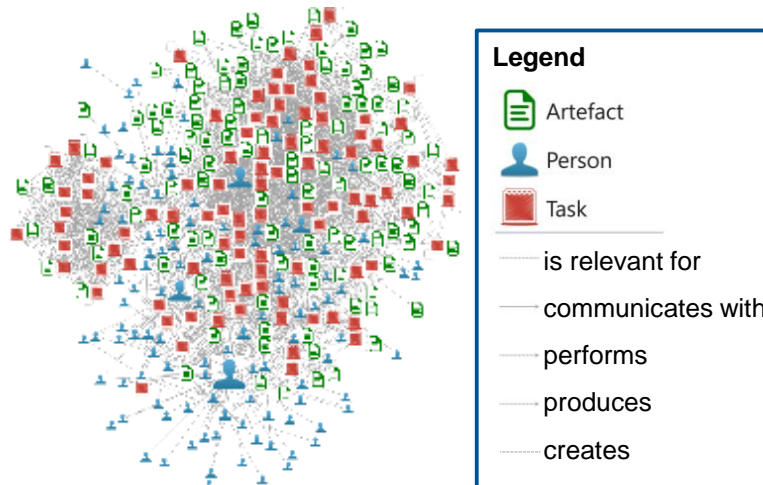 Legend
Artefact
Person
Task
is relevant for
communicates with
performs
produces
creates